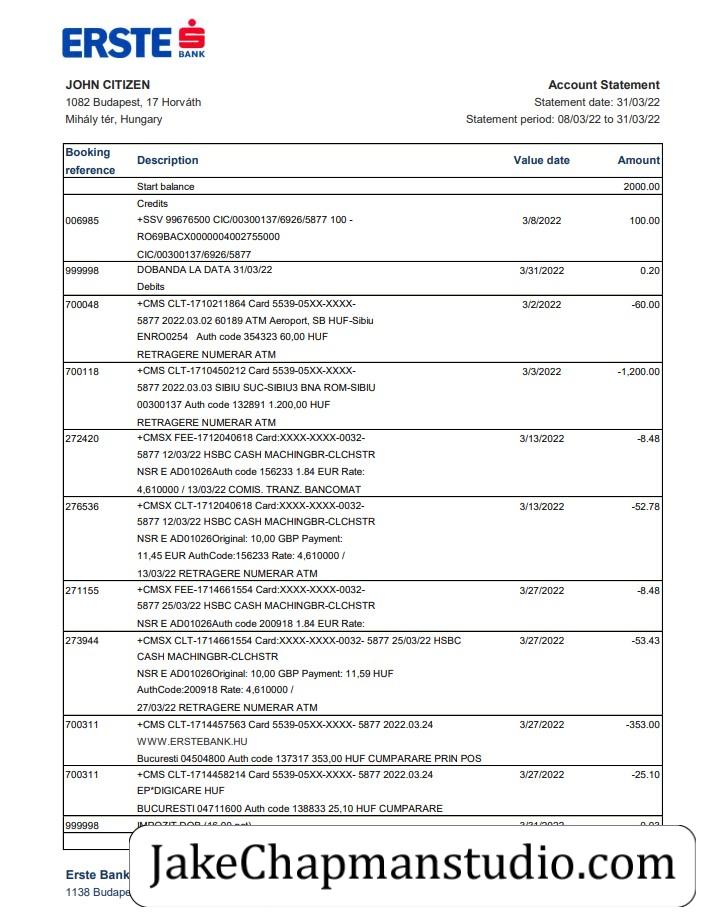 ERSTE
BANK
JOHN CITIZEN
1082 Budapest, 17 Horváth
Mihály tér, Hungary
Account Statement
Statement date: 31/03/22
Statement period: 08/03/22 to 31/03/22
Booking reference Description Value date Amount
Start balance 2000.00
Credits
006985 +SSV 99676500 CIC/00300137/6926/5877 100 - 3/8/2022 100.00
RO69BACX0000004002755000
CIC/00300137/6926/5877
999998 DOBANDA LA DATA 31/03/22 3/31/2022 0.20
Debits
700048 +CMS CLT-1710211864 Card 5539-05XX-XXXX- 3/2/2022 -60.00
5877 2022.03.02 60189 ATM Aeroport, SB HUF-Sibiu
ENRO0254 Auth code 354323 60,00 HUF
RETRAGERE NUMERAR ATM
700118 +CMS CLT-1710450212 Card 5539-05XX-XXXX- 3/3/2022 -1,200.00
5877 2022.03.03 SIBIU SUC-SIBIU3 BNA ROM-SIBIU
00300137 Auth code 132891 1.200,00 HUF
RETRAGERE NUMERAR ATM
272420 +CMSX FEE-1712040618 Card:XXXX-XXXX-0032- 3/13/2022 -8.48
5877 12/03/22 HSBC CASH MACHINGBR-CLCHSTR
NSR E AD01026Auth code 156233 1.84 EUR Rate:
4,610000 / 13/03/22 COMIS. TRANZ. BANCOMAT
276536 +CMSX CLT-1712040618 Card:XXXX-XXXX-0032- 3/13/2022 -52.78
5877 12/03/22 HSBC CASH MACHINGBR-CLCHSTR
NSR E AD01026Original: 10,00 GBP Payment:
11,45 EUR AuthCode:156233 Rate: 4,610000 /
13/03/22 RETRAGERE NUMERAR ATM
271155 +CMSX FEE-1714661554 Card:XXXX-XXXX-0032- 3/27/2022 -8.48
5877 25/03/22 HSBC CASH MACHINGBR-CLCHSTR
NSR E AD01026Auth code 200918 1.84 EUR Rate:
273944 +CMSX CLT-1714661554 Card:XXXX-XXXX-0032- 5877 25/03/22 HSBC 3/27/2022 -53.43
CASH MACHINGBR-CLCHSTR
NSR E AD01026Original: 10,00 GBP Payment: 11,59 HUF
AuthCode:200918 Rate: 4,610000 /
27/03/22 RETRAGERE NUMERAR ATM
700311 +CMS CLT-1714457563 Card 5539-05XX-XXXX- 5877 2022.03.24 3/27/2022 -353.00
WWW.ERSTEBANK.HU
Bucuresti 04504800 Auth code 137317 353,00 HUF CUMPARARE PRIN POS
700311 +CMS CLT-1714458214 Card 5539-05XX-XXXX- 5877 2022.03.24 3/27/2022 -25.10
EP*DIGICARE HUF
BUCURESTI 04711600 Auth code 138833 25,10 HUF CUMPARARE
999998
JakeChapmanstudio.com
Erste Bank
1138